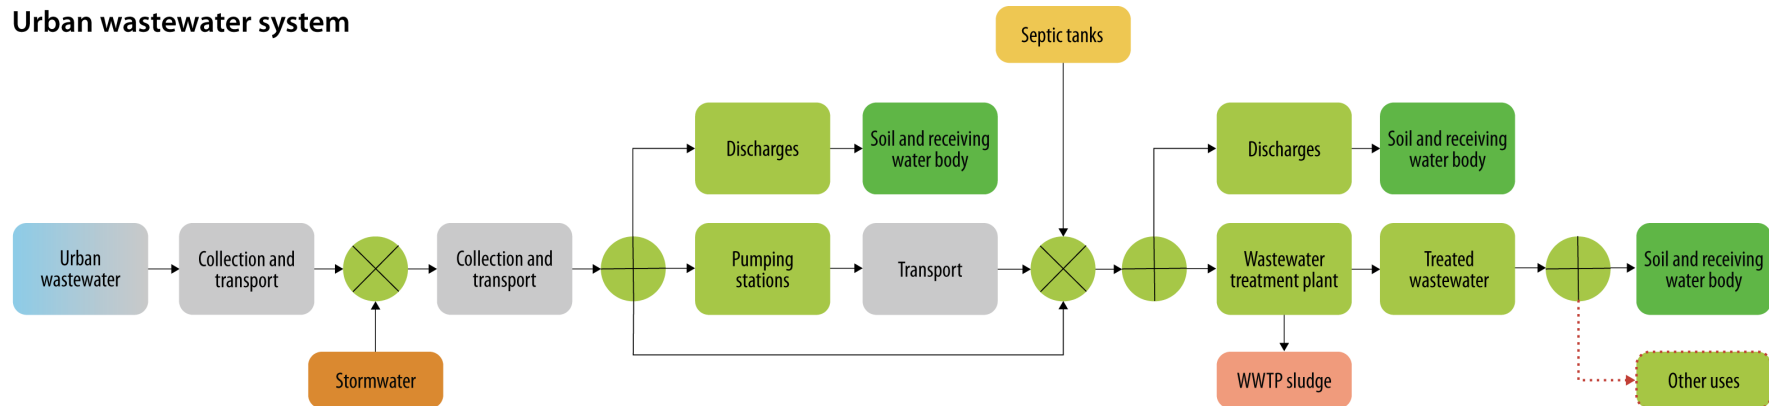 Urban wastewater system
Septic tanks
Discharges
Soil and receiving
water body
Discharges
Soil and receiving
water body
Urban
wastewater
Collection and
transport
Collection and
transport
Pumping
stations
Transport
Wastewater
treatment plant
Treated
wastewater
Soil and receiving
water body
Stormwater
WWTP sludge
Other uses